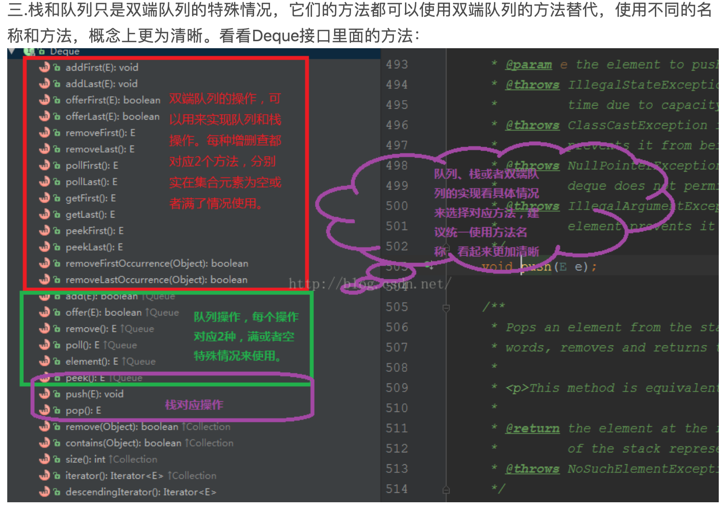 三.栈和队列只是双端队列的特殊情况，它们的方法都可以使用双端队列的方法替代，使用不同的名
称和方法，概念上更为清晰。看看Deque接口里面的方法：
Deque
addFirst(E): void
addLast(E): void
offerFirst(E): boolean
offerLast(E): boolean
removeFirst(): E
removeLast(): E
pollFirst(): E
pollLast(): E
getFirst(): E
getLast(): E
peekFirst(): E
peekLast(): E
removeFirstOccurrence(Object): boolean
removeLastOccurrence(Object): boolean
双端队列的操作，可
以用来实现队列和栈
操作。每种增删查都
对应2个方法，分别
实在集合元素为空或
者满了情况使用。
add(E): boolean ↑Queue
offer(E): boolean ↑Queue
remove(): E ↑Queue
poll(): E ↑Queue
element(): E ↑Queue
peek(): E ↑Queue
队列操作，每个操作
对应2种，满或者空
特殊情况来使用。
push(E): void
pop(): E
栈对应操作
remove(Object): boolean ↑Collection
contains(Object): boolean ↑Collection
size(): int ↑Collection
iterator(): Iterator<E> ↑Collection
descendingIterator(): Iterator<E>
队列、栈或者双端队
列的实现看具体情况
来选择对应方法，建
议统一使用方法名
称，看起来更加清晰
http://blog.csdn.net/
493 * @param e the element to push
494 * @throws IllegalStateExceptio
495 * time due to capacity
496 * @throws ClassCastException i
497 * prevents it from bei
498 * @throws NullPointerException
499 * deque does not permi
500 * @throws IllegalArgumentExcep
501 * element prevents it
502 */
503 void push(E e);
504
505 /**
506 * Pops an element from the sta
507 * words, removes and returns t
508 *
509 * <p>This method is equivalent
510 *
511 * @return the element at the f
512 * of the stack represe
513 * @throws NoSuchElementExcepti
514 */